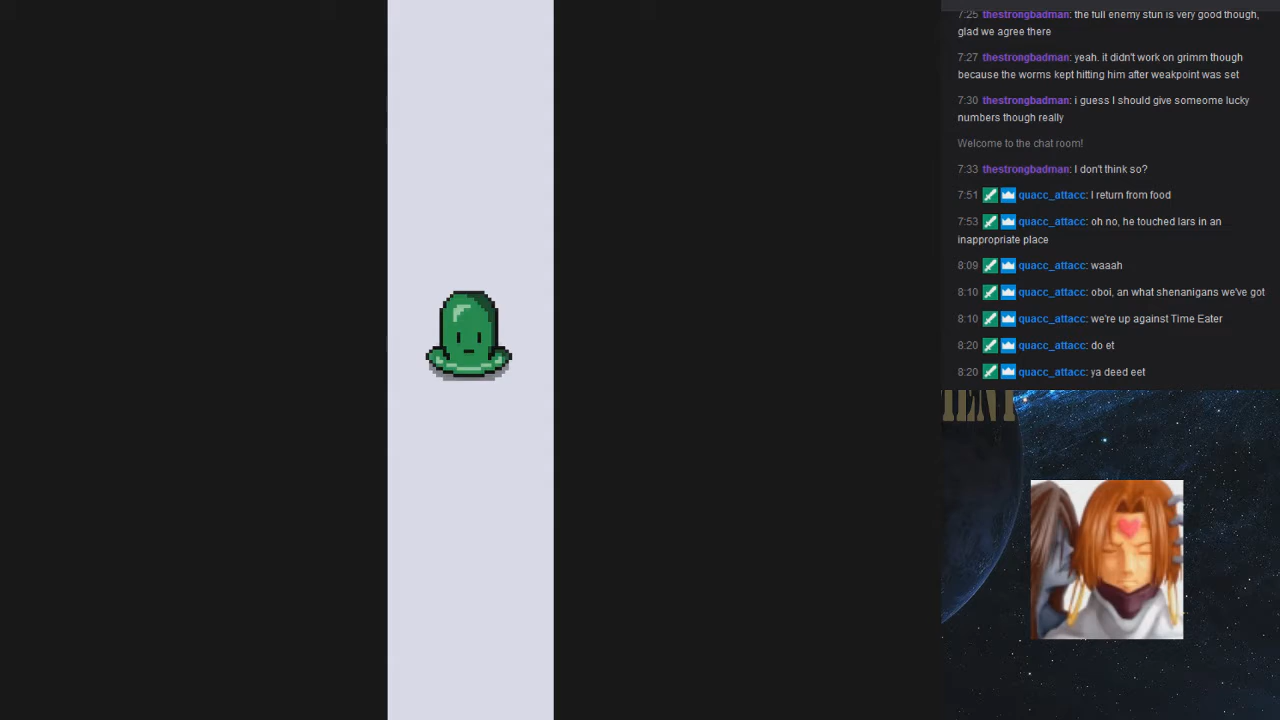 7:25 thestrongbadman: the full enemy stun is very good though,
glad we agree there
7:27 thestrongbadman: yeah. it didn't work on grimm though
because the worms kept hitting him after weakpoint was set
7:30 thestrongbadman: i guess I should give someome lucky
numbers though really
Welcome to the chat room!
7:33 thestrongbadman: I don't think so?
7:51 quacc_attacc: I return from food
7:53 quacc_attacc: oh no, he touched lars in an
inappropriate place
8:09 quacc_attacc: waaah
8:10 quacc_attacc: oboi, an what shenanigans we've got
8:10 quacc_attacc: we're up against Time Eater
8:20 quacc_attacc: do et
8:20 quacc_attacc: ya deed eet